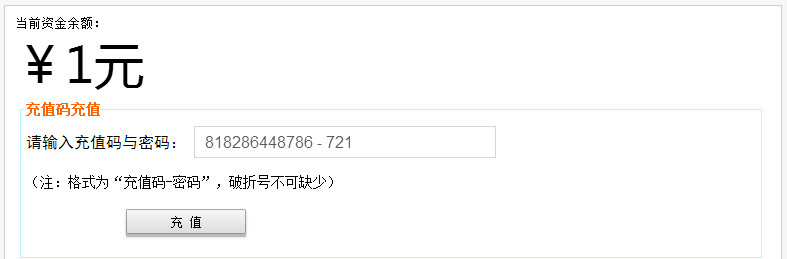 当前资金余额：
￥1元
充值码充值
请输入充值码与密码： 818286448786 - 721
（注：格式为“充值码-密码”，破折号不可缺少）
充 值